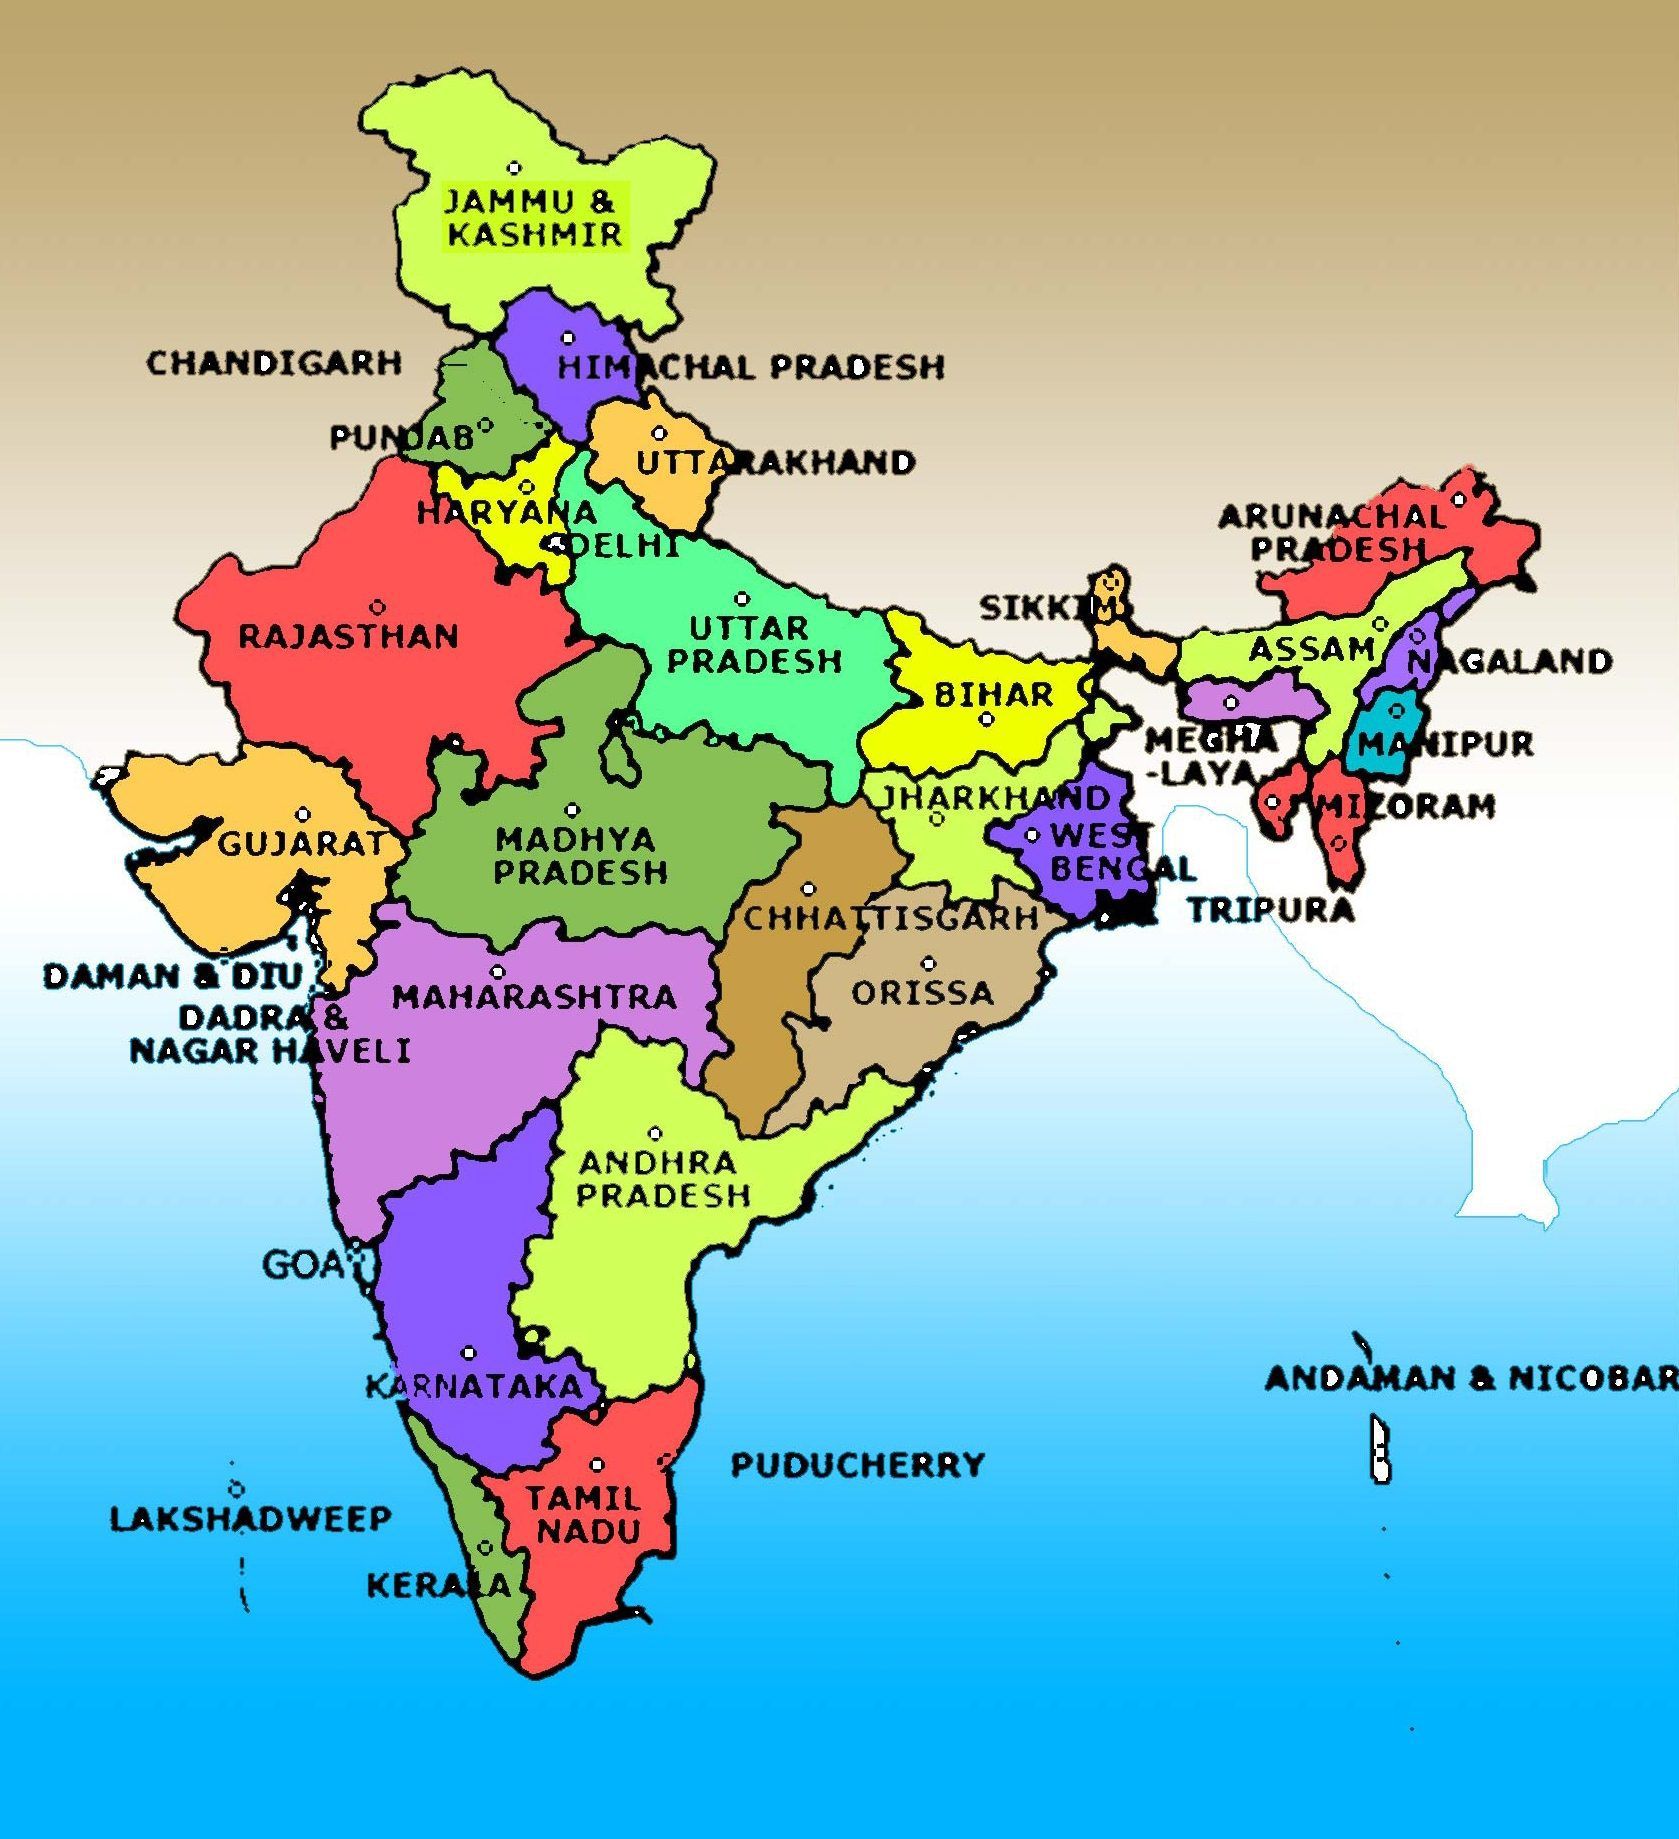 JAMMU &
KASHMIR
CHANDIGARH
HIMACHAL PRADESH
PUNJAB
UTTARAKHAND
HARYANA
DELHI
ARUNACHAL
PRADESH
SIKKIM
RAJASTHAN
UTTAR
PRADESH
ASSAM
NAGALAND
BIHAR
MEGHA
-LAYA
MANIPUR
JHARKHAND
MIZORAM
GUJARAT
MADHYA
PRADESH
WEST
BENGAL
CHHATTISGARH
TRIPURA
DAMAN & DIU
MAHARASHTRA
ORISSA
DADRA &
NAGAR HAVELI
ANDHRA
PRADESH
GOA
KARNATAKA
ANDAMAN & NICOBAR
PUDUCHERRY
TAMIL
NADU
LAKSHADWEEP
KERALA